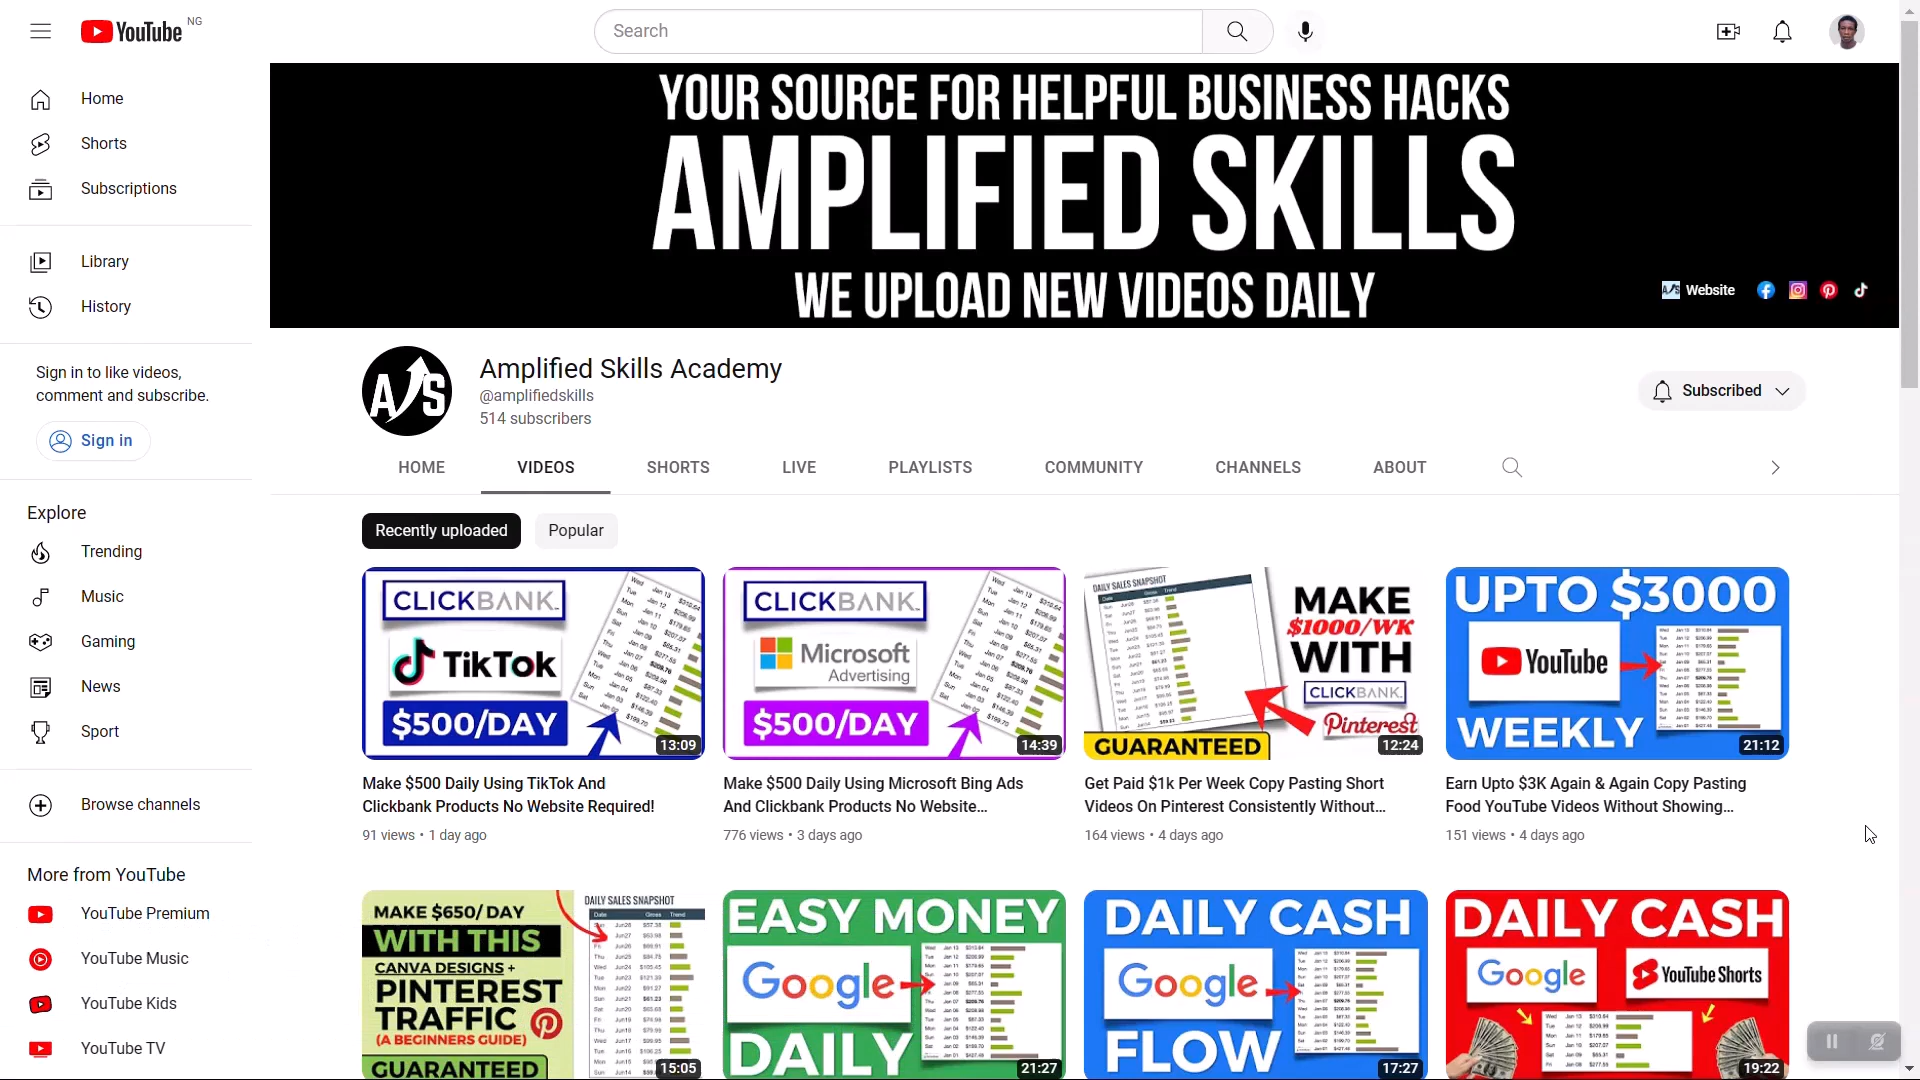 YouTube NG
Search
Home
Shorts
Subscriptions
Library
History
Sign in to like videos,
comment and subscribe.
Sign in
Explore
Trending
Music
Gaming
News
Sport
Browse channels
More from YouTube
YouTube Premium
YouTube Music
YouTube Kids
YouTube TV
YOUR SOURCE FOR HELPFUL BUSINESS HACKS
AMPLIFIED SKILLS
WE UPLOAD NEW VIDEOS DAILY
A/S Website
A/S
Amplified Skills Academy
@amplifiedskills
514 subscribers
Subscribed
HOME VIDEOS SHORTS LIVE PLAYLISTS COMMUNITY CHANNELS ABOUT
Recently uploaded Popular
CLICKBANK
TikTok
$500/DAY
13:09
Make $500 Daily Using TikTok And
Clickbank Products No Website Required!
91 views • 1 day ago
CLICKBANK
Microsoft
Advertising
$500/DAY
14:39
Make $500 Daily Using Microsoft Bing Ads
And Clickbank Products No Website...
776 views • 3 days ago
DAILY SALES SNAPSHOT
MAKE
$1000/WK
WITH
CLICKBANK
Pinterest
GUARANTEED
12:24
Get Paid $1k Per Week Copy Pasting Short
Videos On Pinterest Consistently Without...
164 views • 4 days ago
UPTO $3000
YouTube
WEEKLY
21:12
Earn Upto $3K Again & Again Copy Pasting
Food YouTube Videos Without Showing...
151 views • 4 days ago
MAKE $650/DAY
WITH THIS
CANVA DESIGNS +
PINTEREST
TRAFFIC
(A BEGINNERS GUIDE)
GUARANTEED
DAILY SALES SNAPSHOT
Date Gross Trend
15:05
EASY MONEY
Google
DAILY
21:27
DAILY CASH
Google
FLOW
17:27
DAILY CASH
Google
YouTube Shorts
19:22